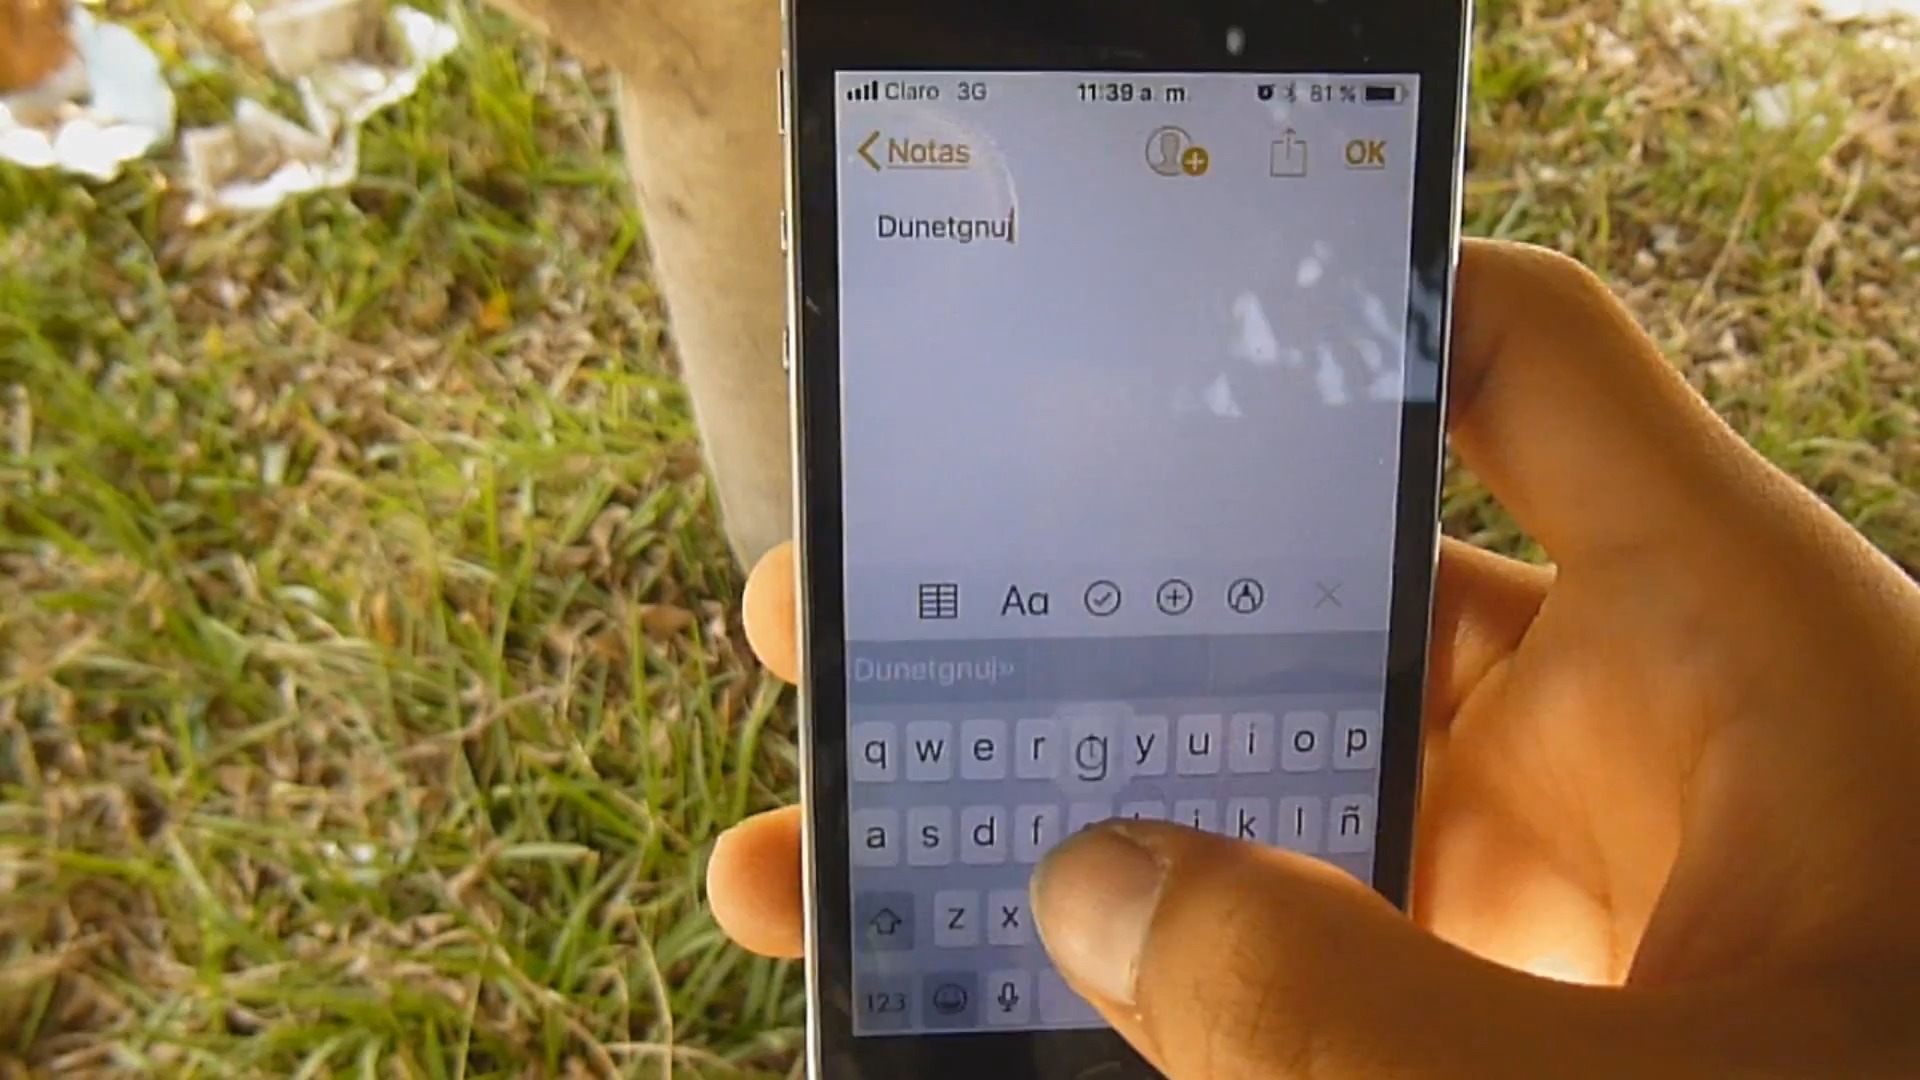 Claro 3G 11:39 a. m. 81 %
Notas OK
Dunetgnuj
Aa
Dunetgnuj»
q w e r g y u i o p
a s d f j k l ñ
z x
123